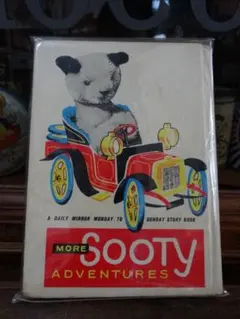 A DAILY MIRROR MONDAY TO SUNDAY STORY BOOK
MORE SOOTY
ADVENTURES